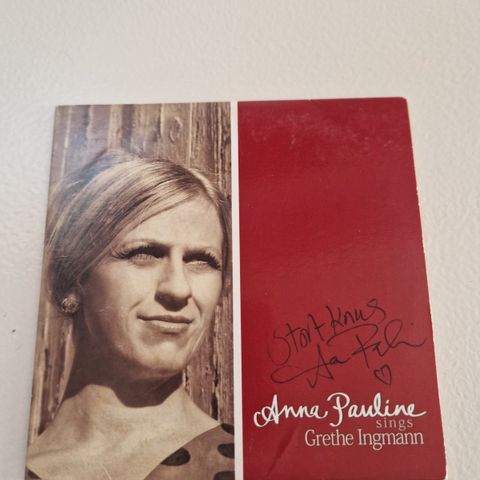 Stort Knus
Anna Pauline
sings
Grethe Ingmann